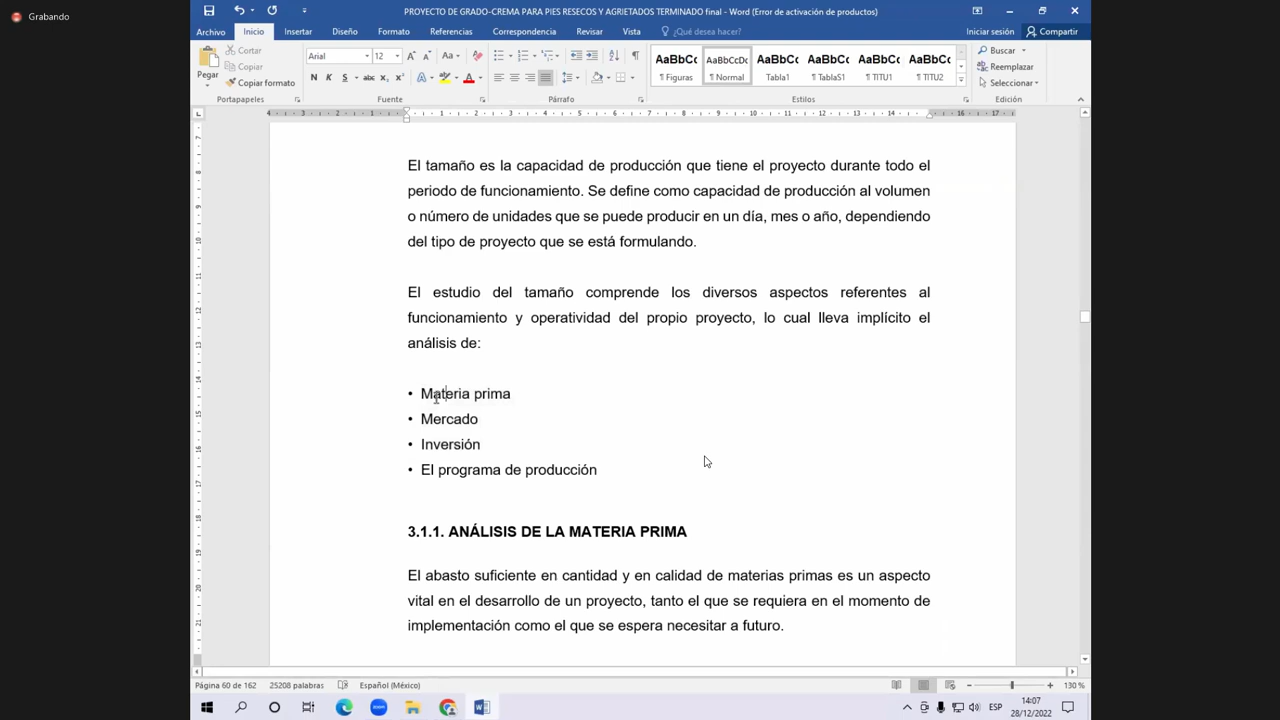 Grabando
PROYECTO DE GRADO-CREMA PARA PIES RESECOS Y AGRIETADOS TERMINADO final - Word (Error de activación de productos)
Archivo Inicio Insertar Diseño Formato Referencias Correspondencia Revisar Vista ¿Qué desea hacer? Iniciar sesión Compartir
Pegar
Cortar
Copiar
Copiar formato
Portapapeles
Arial 12
N K S abc x₂ x²
Fuente
Párrafo
AaBbCc AaBbCcDc AaBbCc AaBbCc AaBbCc AaBbCc
¶ Figuras ¶ Normal Tabla1 ¶ TablaS1 ¶ TITU1 ¶ TITU2
Estilos
Buscar
Reemplazar
Seleccionar
Edición
El tamaño es la capacidad de producción que tiene el proyecto durante todo el
periodo de funcionamiento. Se define como capacidad de producción al volumen
o número de unidades que se puede producir en un día, mes o año, dependiendo
del tipo de proyecto que se está formulando.
El estudio del tamaño comprende los diversos aspectos referentes al
funcionamiento y operatividad del propio proyecto, lo cual lleva implícito el
análisis de:
• Materia prima
• Mercado
• Inversión
• El programa de producción
3.1.1. ANÁLISIS DE LA MATERIA PRIMA
El abasto suficiente en cantidad y en calidad de materias primas es un aspecto
vital en el desarrollo de un proyecto, tanto el que se requiera en el momento de
implementación como el que se espera necesitar a futuro.
Página 60 de 162 25208 palabras Español (México) 130 %
zoom ESP 14:07
28/12/2022